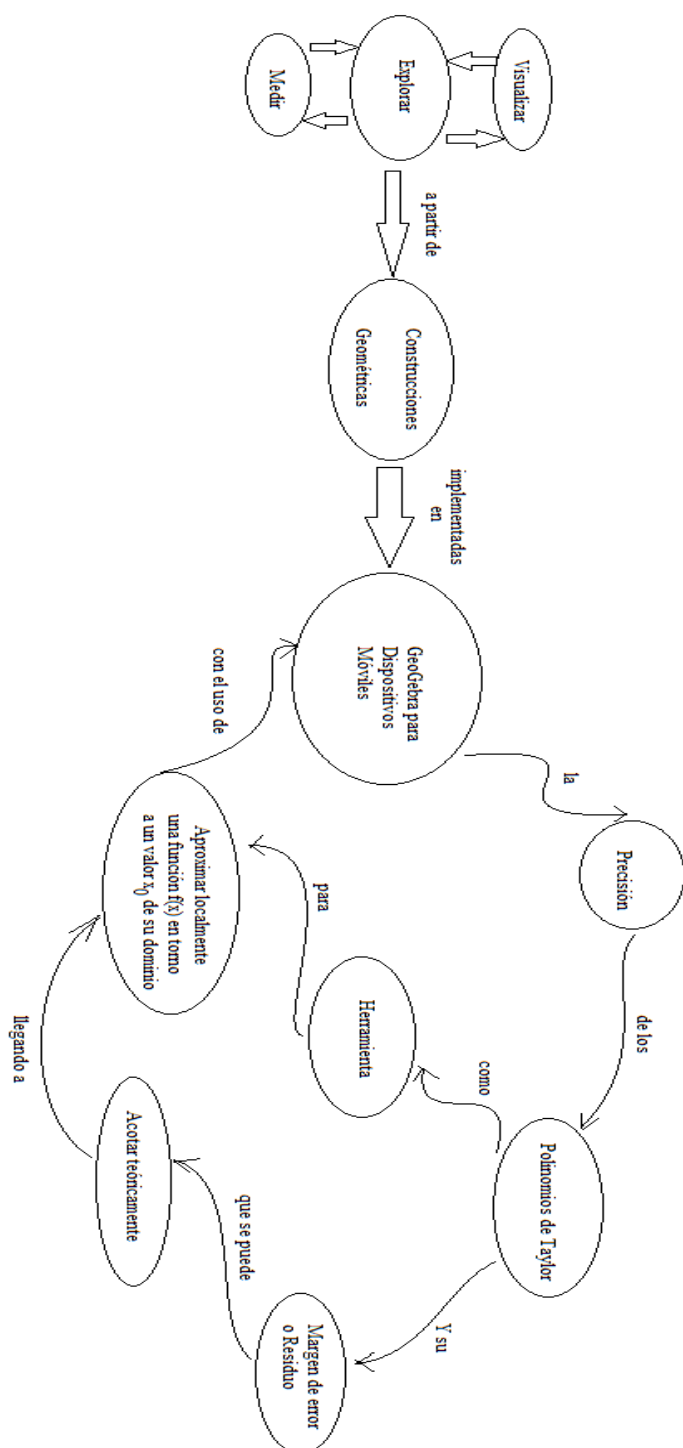 Visualizar
Explorar
Medir
a partir de
Construcciones
Geométricas
implementadas
en
GeoGebra para
Dispositivos
Móviles
la
Precisión
de los
Polinomios de Taylor
como
Herramienta
para
Aproximar localmente
una función f(x) en torno
a un valor x₀ de su dominio
con el uso de
Y su
Margen de error
o Residuo
que se puede
Acotar teóricamente
llegando a